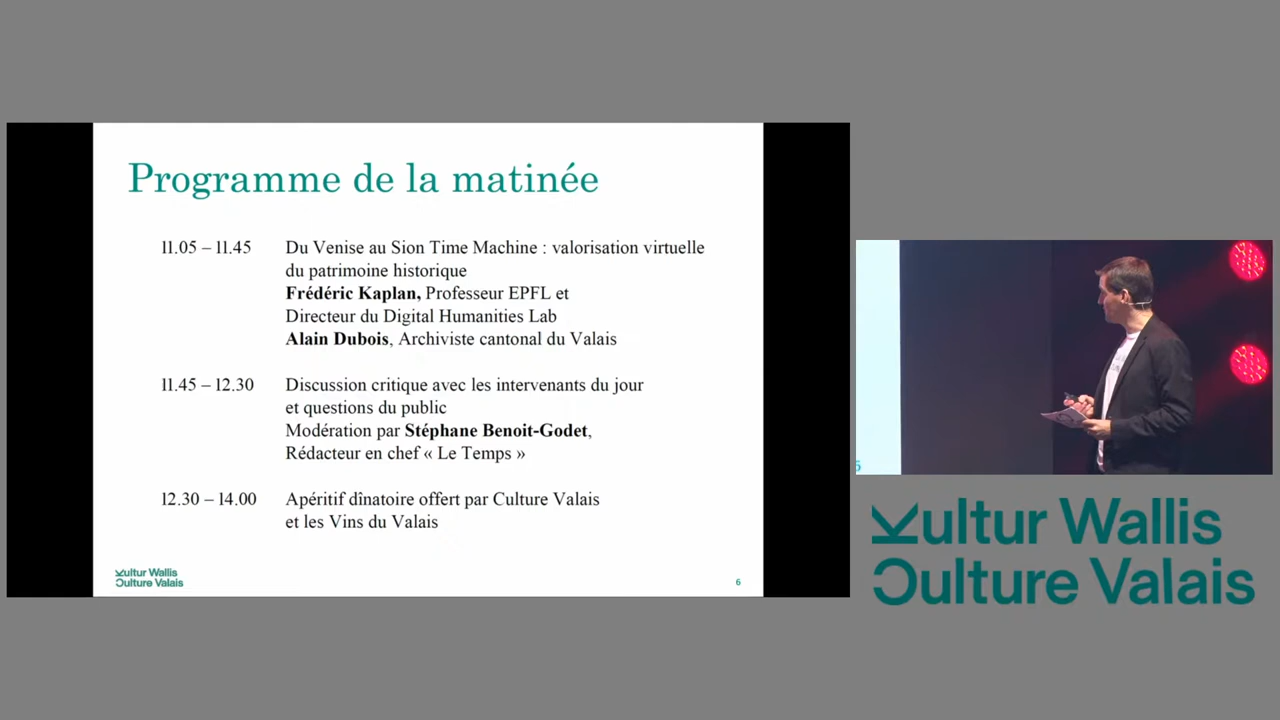 Programme de la matinée
11.05 – 11.45
Du Venise au Sion Time Machine : valorisation virtuelle
du patrimoine historique
Frédéric Kaplan, Professeur EPFL et
Directeur du Digital Humanities Lab
Alain Dubois, Archiviste cantonal du Valais
11.45 – 12.30
Discussion critique avec les intervenants du jour
et questions du public
Modération par Stéphane Benoit-Godet,
Rédacteur en chef « Le Temps »
12.30 – 14.00
Apéritif dînatoire offert par Culture Valais
et les Vins du Valais
Kultur Wallis
Culture Valais
6
5
Kultur Wallis
Culture Valais